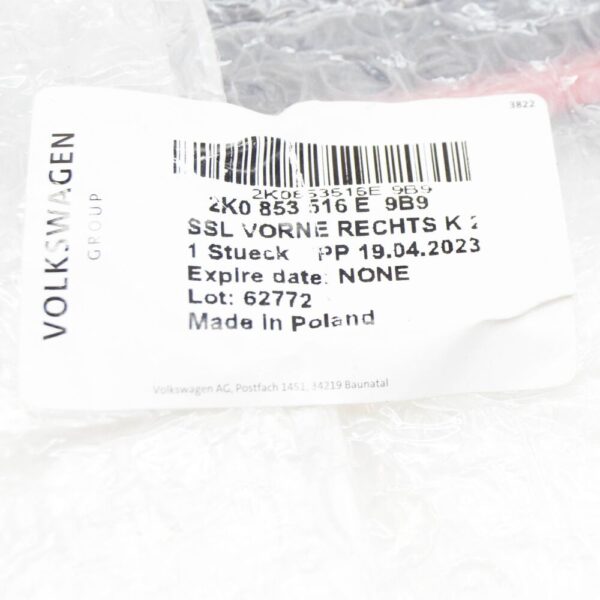 3822
VOLKSWAGEN
GROUP
2K0853516E 9B9
2K0 853 516 E 9B9
SSL VORNE RECHTS K 2
1 Stueck PP 19.04.2023
Expire date: NONE
Lot: 62772
Made in Poland
Volkswagen AG, Postfach 1451, 34219 Baunatal